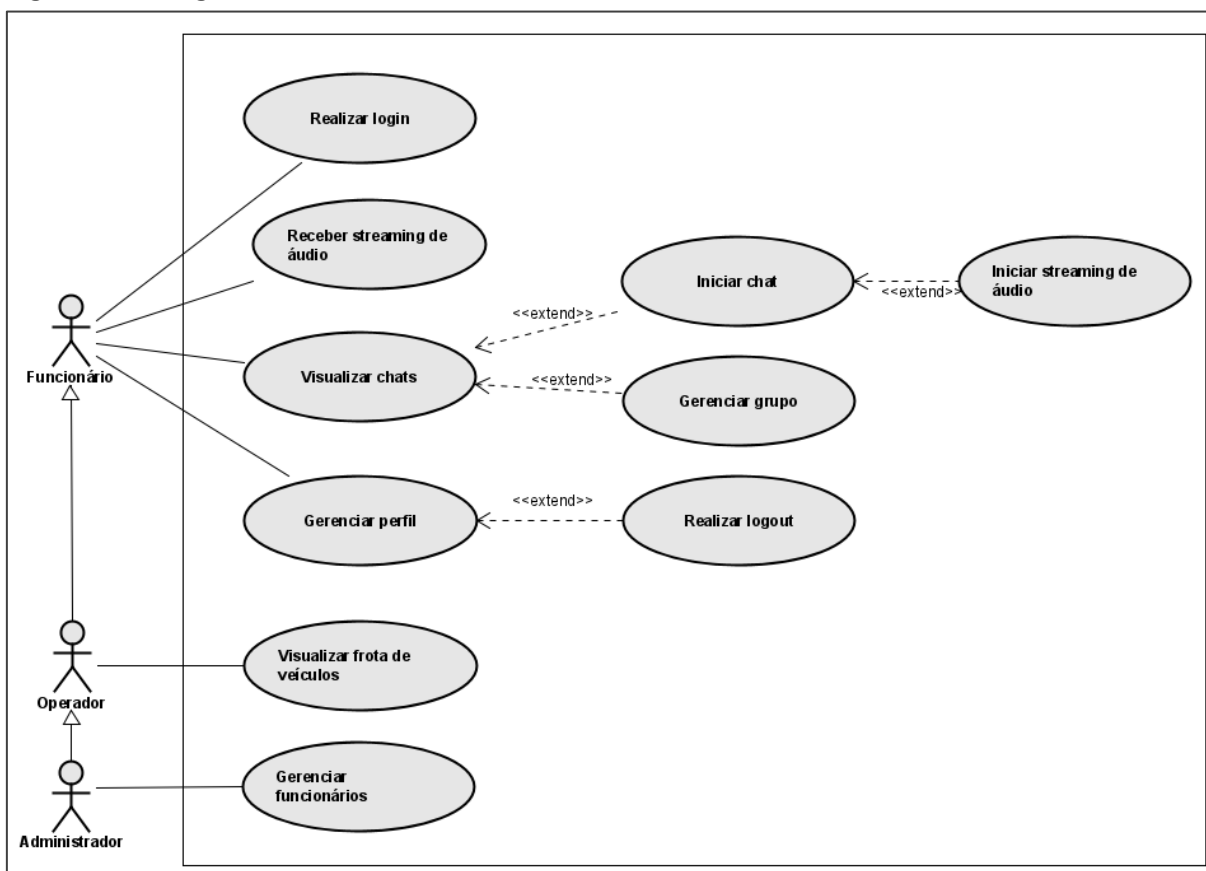 Realizar login
Receber streaming de
áudio
Iniciar chat
Iniciar streaming de
áudio
<<extend>>
<<extend>>
Funcionário
Visualizar chats
<<extend>>
Gerenciar grupo
Gerenciar perfil
<<extend>>
Realizar logout
Visualizar frota de
veículos
Operador
Gerenciar
funcionários
Administrador